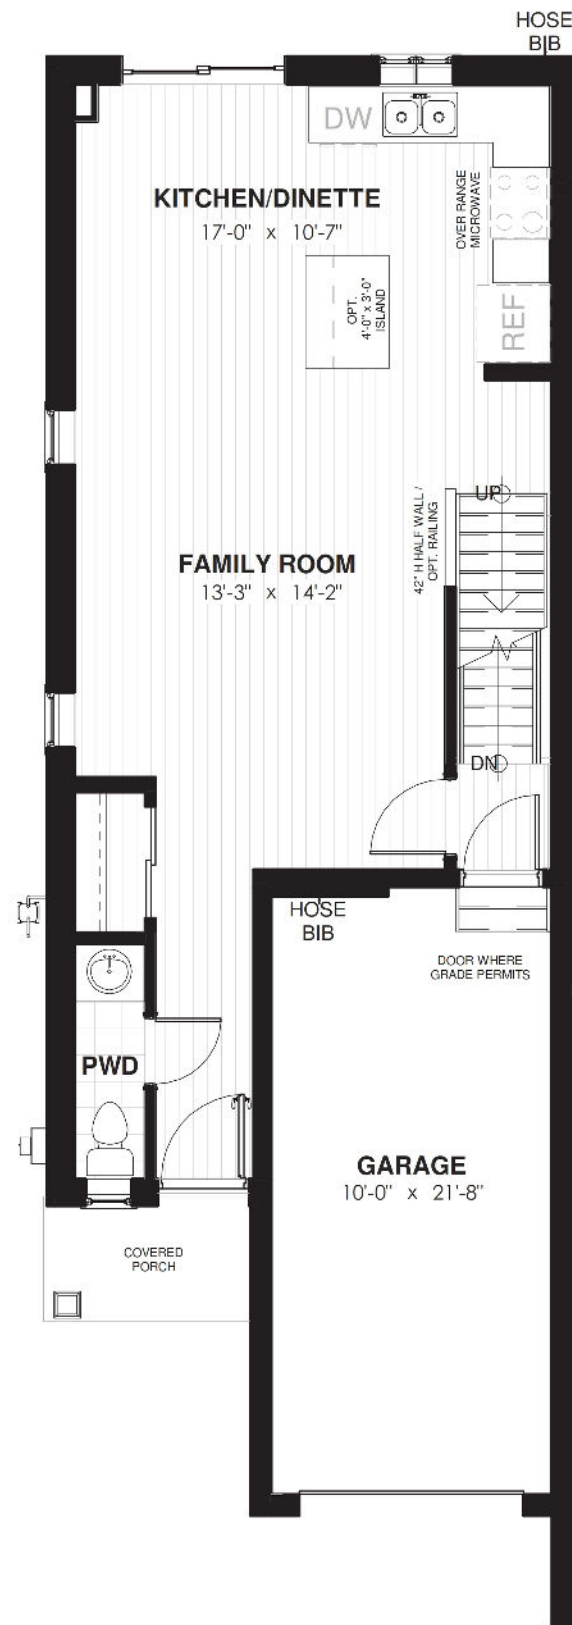 HOSE
BIB
DW
KITCHEN/DINETTE
17'-0" x 10'-7"
OVER RANGE
MICROWAVE
OPT.
4'-0" x 3'-0"
ISLAND
REF
UP
42" H HALF WALL /
OPT. RAILING
FAMILY ROOM
13'-3" x 14'-2"
DN
HOSE
BIB
DOOR WHERE
GRADE PERMITS
PWD
GARAGE
10'-0" x 21'-8"
COVERED
PORCH